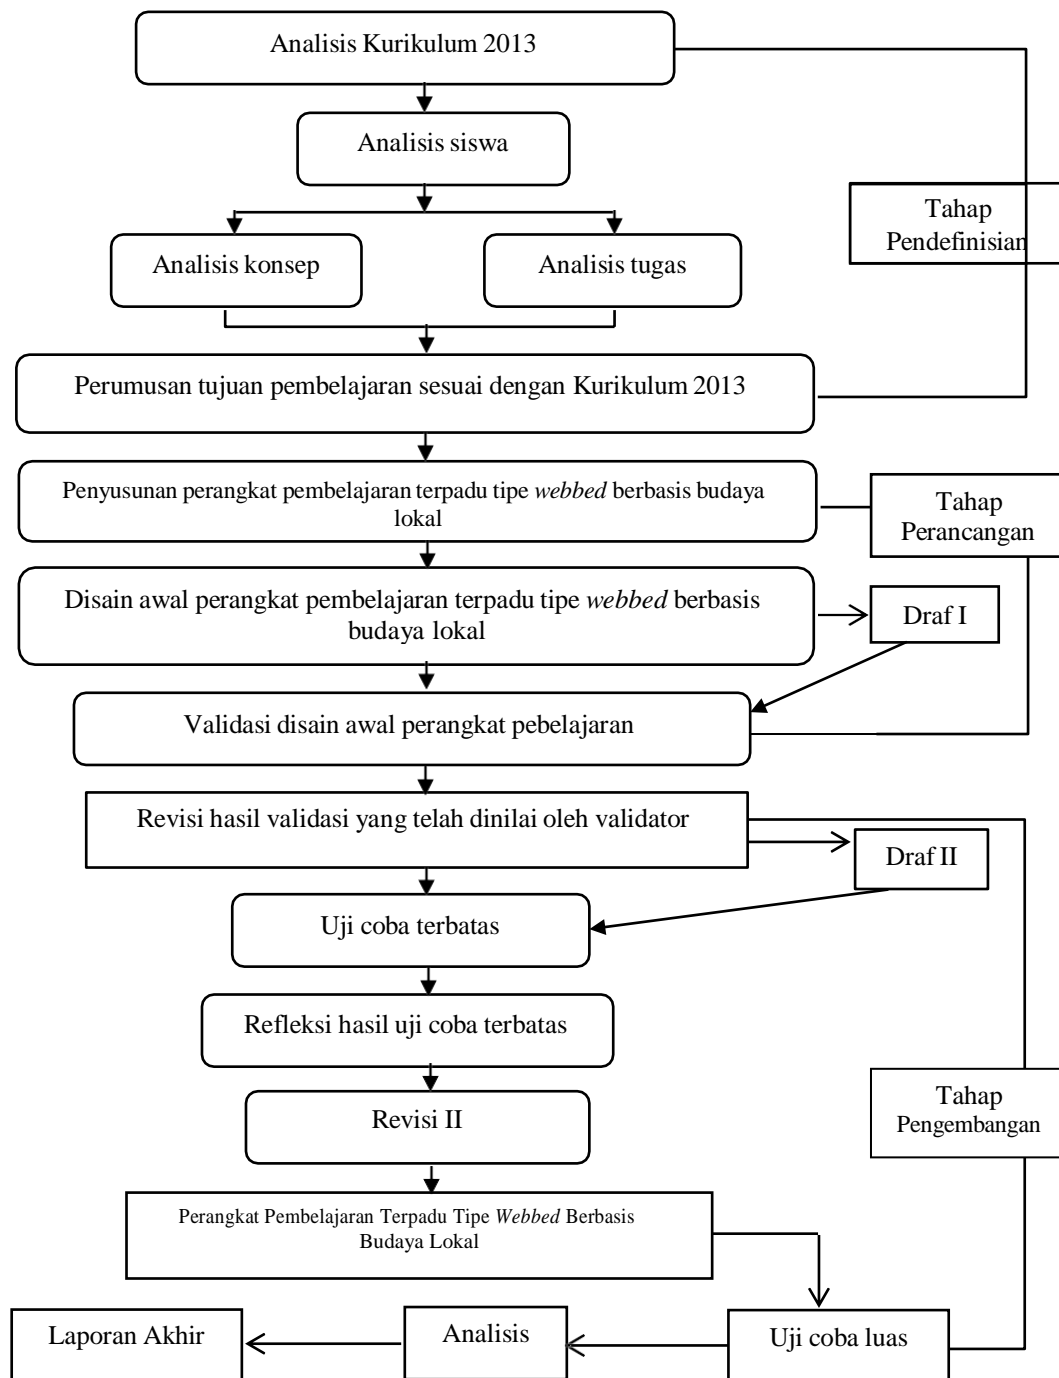 Analisis Kurikulum 2013
Analisis siswa
Tahap
Pendefinisian
Analisis konsep
Analisis tugas
Perumusan tujuan pembelajaran sesuai dengan Kurikulum 2013
Penyusunan perangkat pembelajaran terpadu tipe webbed berbasis budaya
lokal
Tahap
Perancangan
Disain awal perangkat pembelajaran terpadu tipe webbed berbasis
budaya lokal
Draf I
Validasi disain awal perangkat pebelajaran
Revisi hasil validasi yang telah dinilai oleh validator
Draf II
Uji coba terbatas
Refleksi hasil uji coba terbatas
Revisi II
Tahap
Pengembangan
Perangkat Pembelajaran Terpadu Tipe Webbed Berbasis
Budaya Lokal
Laporan Akhir
Analisis
Uji coba luas